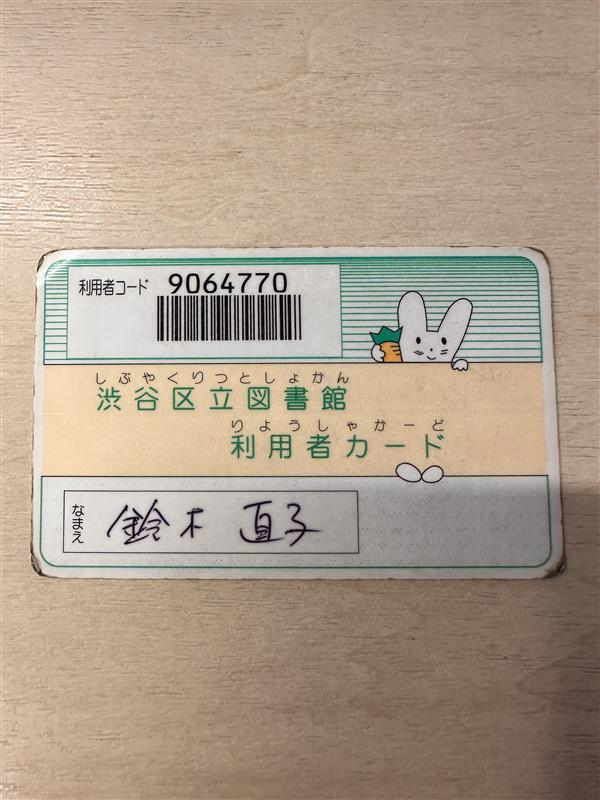 利用者コード 9064770
しぶやくりつとしょかん
渋谷区立図書館
りようしゃかーど
利用者カード
なまえ 鈴木 直子